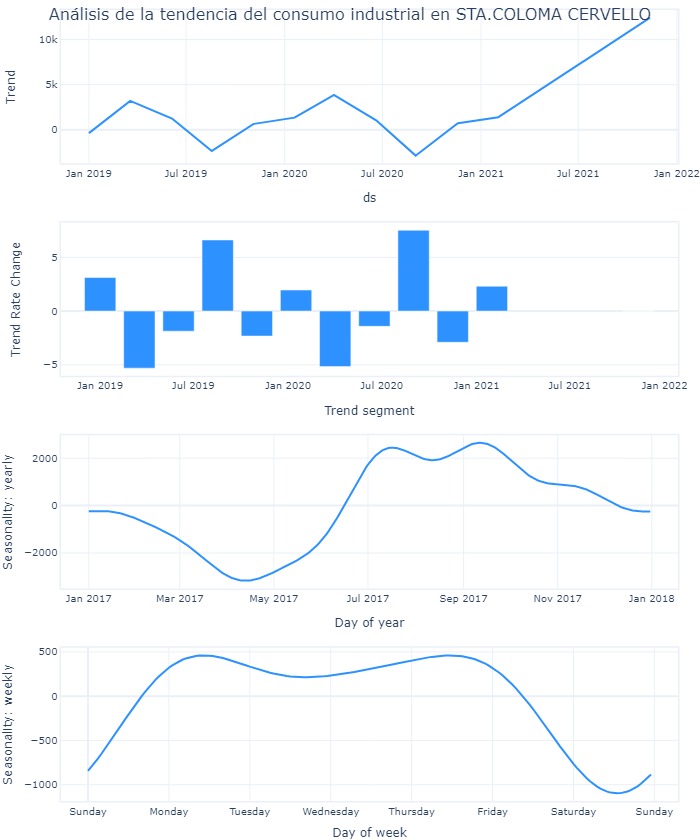 Análisis de la tendencia del consumo industrial en STA.COLOMA CERVELLO
10k
5k
0
Trend
Jan 2019 Jul 2019 Jan 2020 Jul 2020 Jan 2021 Jul 2021 Jan 2022
ds
5
0
−5
Trend Rate Change
Jan 2019 Jul 2019 Jan 2020 Jul 2020 Jan 2021 Jul 2021 Jan 2022
Trend segment
2000
0
−2000
Seasonality: yearly
Jan 2017 Mar 2017 May 2017 Jul 2017 Sep 2017 Nov 2017 Jan 2018
Day of year
500
0
−500
−1000
Seasonality: weekly
Sunday Monday Tuesday Wednesday Thursday Friday Saturday Sunday
Day of week